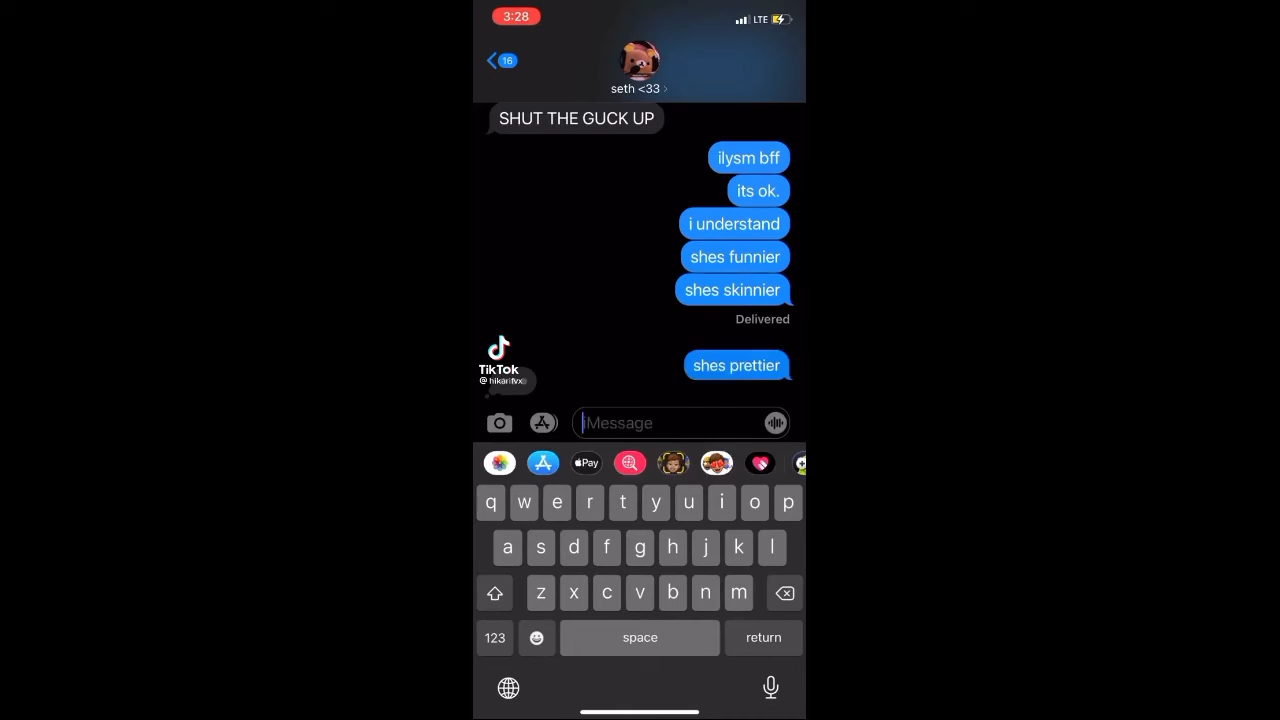 3:28
LTE
16
seth <33
SHUT THE GUCK UP
ilysm bff
its ok.
i understand
shes funnier
shes skinnier
Delivered
shes prettier
TikTok
iMessage
Pay
q w e r t y u i o p
a s d f g h j k l
z x c v b n m
123
space
return